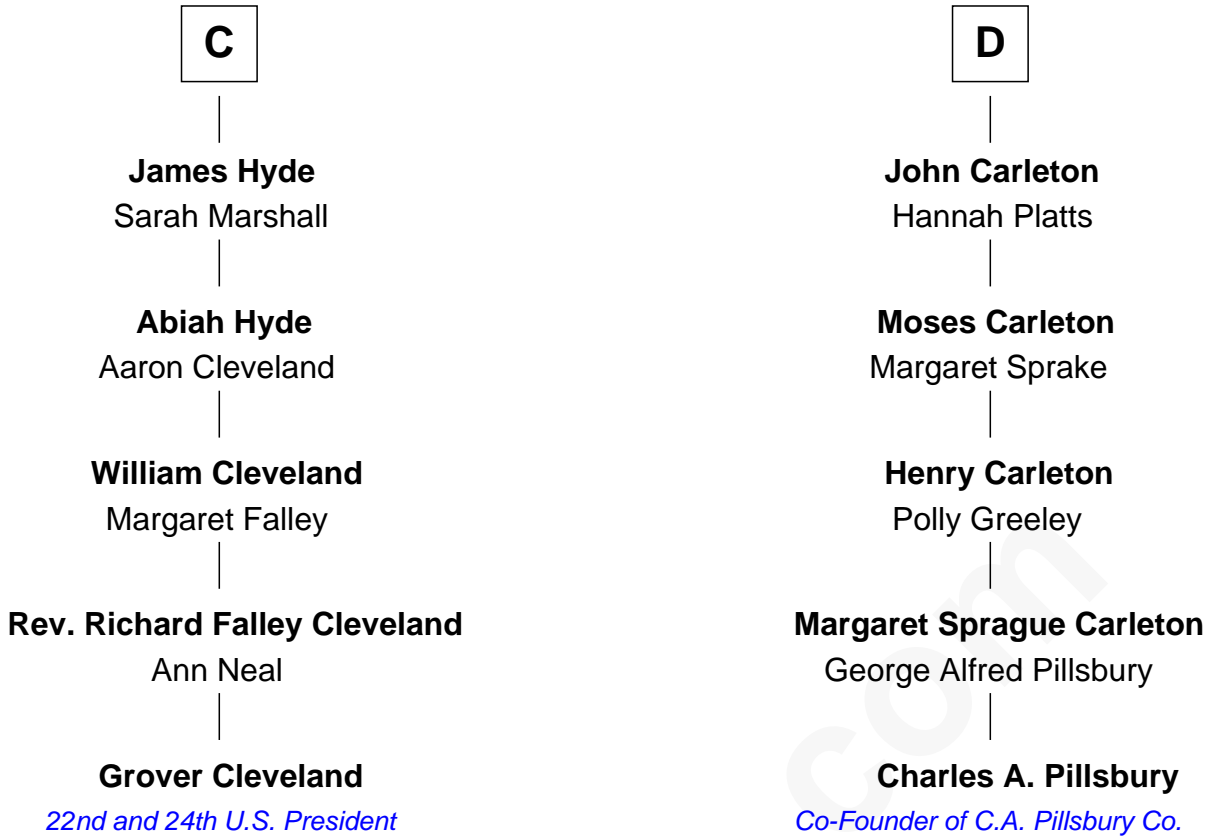 C
James Hyde
Sarah Marshall
Abiah Hyde
Aaron Cleveland
William Cleveland
Margaret Falley
Rev. Richard Falley Cleveland
Ann Neal
Grover Cleveland
22nd and 24th U.S. President
D
John Carleton
Hannah Platts
Moses Carleton
Margaret Sprake
Henry Carleton
Polly Greeley
Margaret Sprague Carleton
George Alfred Pillsbury
Charles A. Pillsbury
Co-Founder of C.A. Pillsbury Co.
com